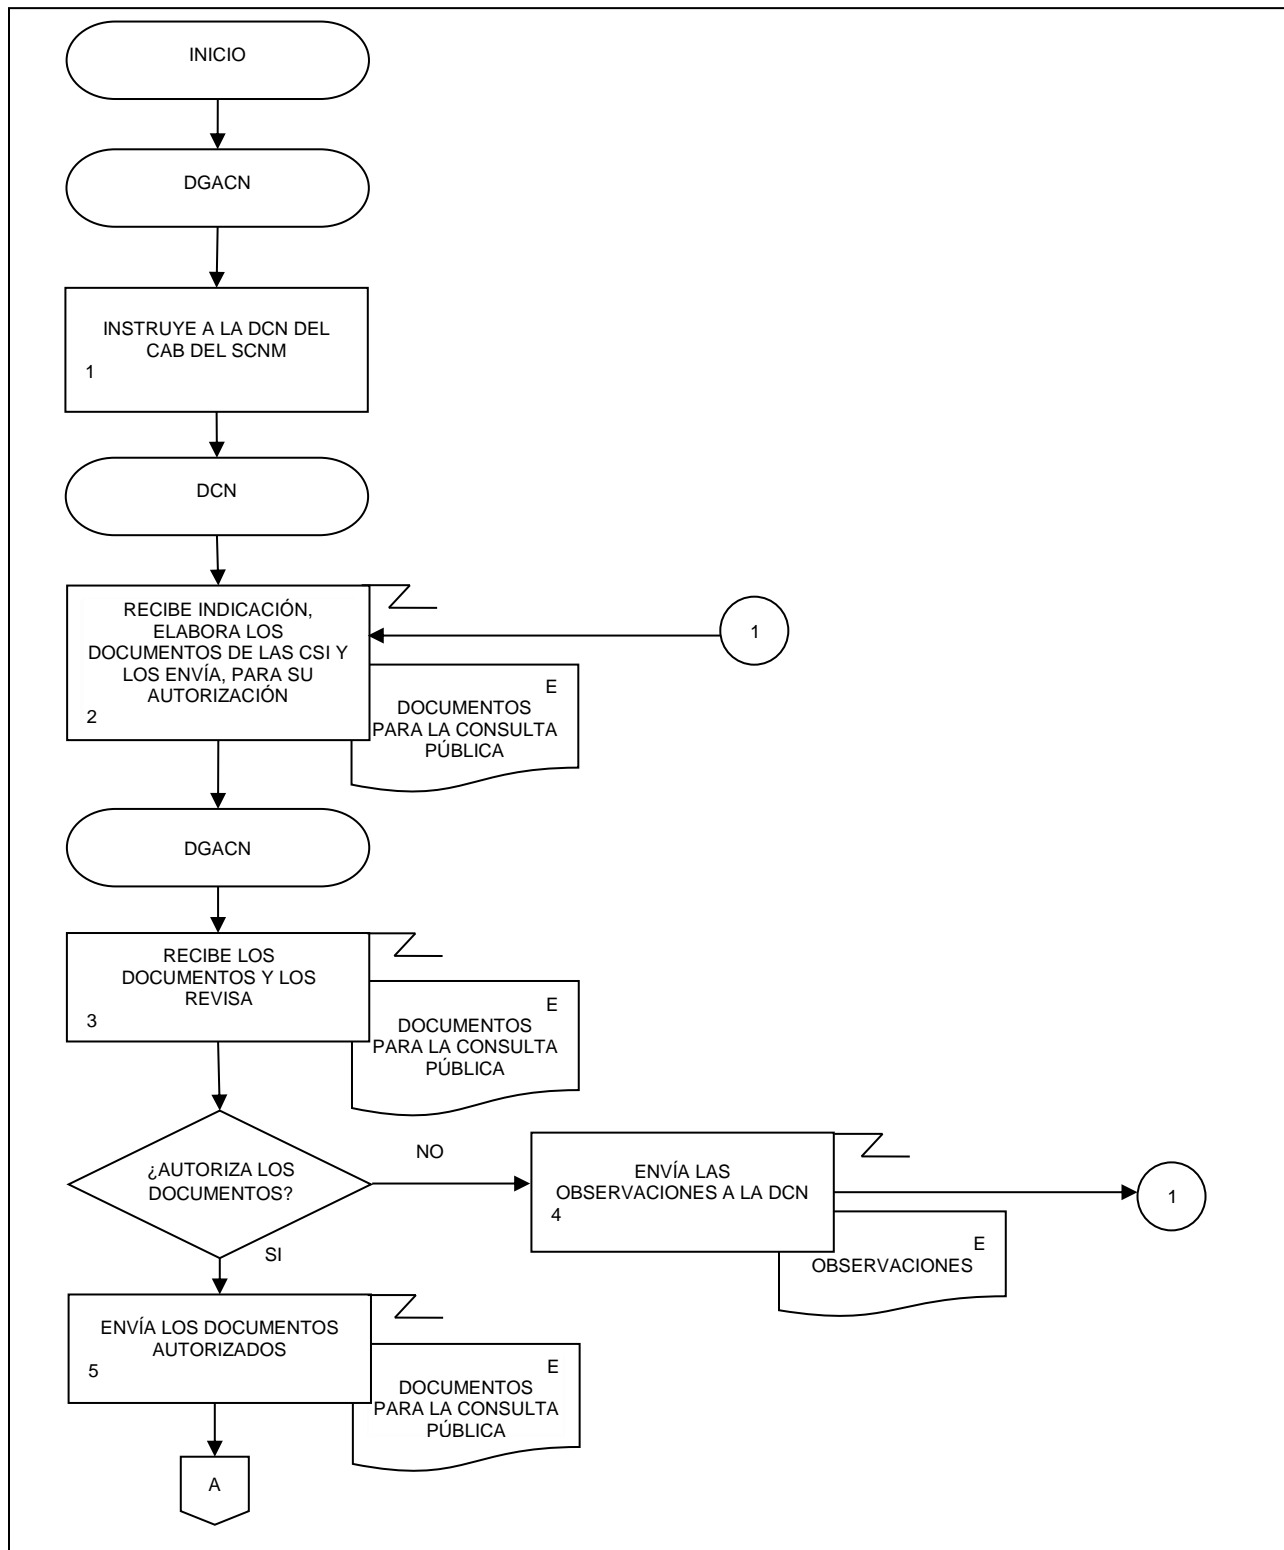 INICIO
DGACN
INSTRUYE A LA DCN DEL
CAB DEL SCNM
1
DCN
RECIBE INDICACIÓN,
ELABORA LOS
DOCUMENTOS DE LAS CSI Y
LOS ENVÍA, PARA SU
AUTORIZACIÓN
2
1
E
DOCUMENTOS
PARA LA CONSULTA
PÚBLICA
DGACN
RECIBE LOS
DOCUMENTOS Y LOS
REVISA
3
E
DOCUMENTOS
PARA LA CONSULTA
PÚBLICA
¿AUTORIZA LOS
DOCUMENTOS?
NO
ENVÍA LAS
OBSERVACIONES A LA DCN
4
1
E
OBSERVACIONES
SI
ENVÍA LOS DOCUMENTOS
AUTORIZADOS
5
E
DOCUMENTOS
PARA LA CONSULTA
PÚBLICA
A